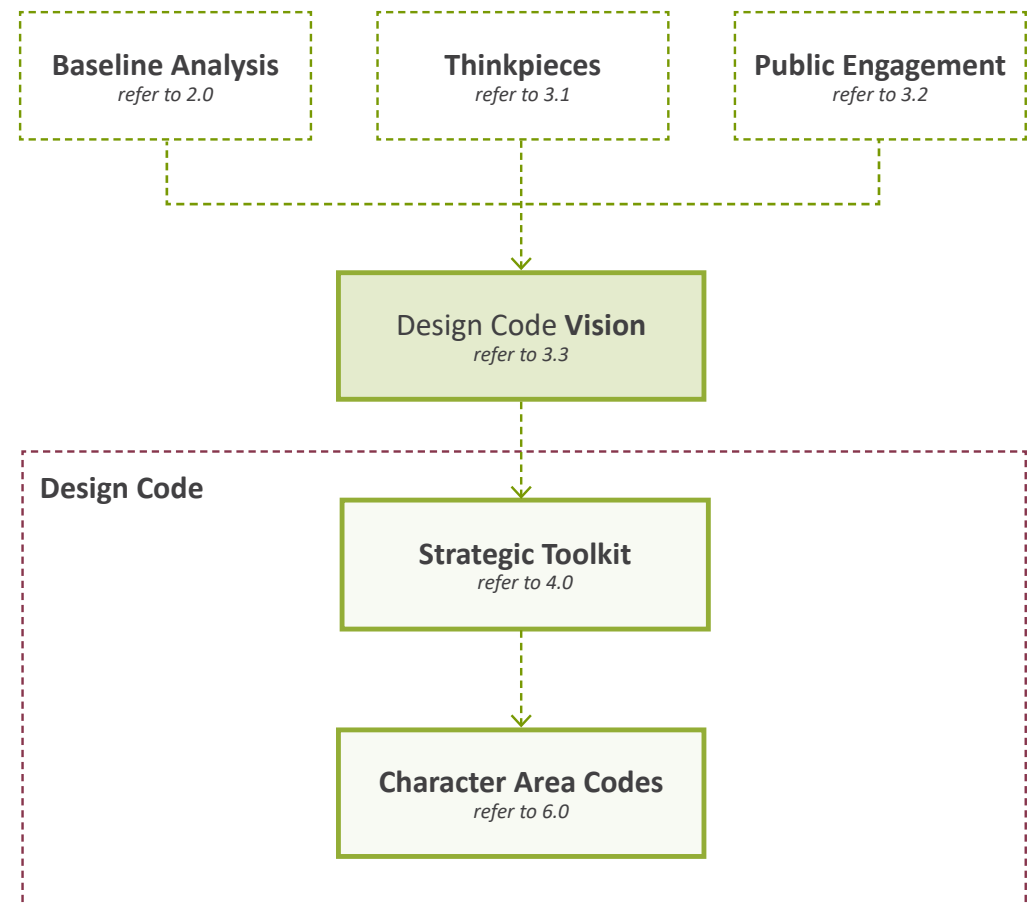 Baseline Analysis
refer to 2.0
Thinkpieces
refer to 3.1
Public Engagement
refer to 3.2
Design Code Vision
refer to 3.3
Design Code
Strategic Toolkit
refer to 4.0
Character Area Codes
refer to 6.0